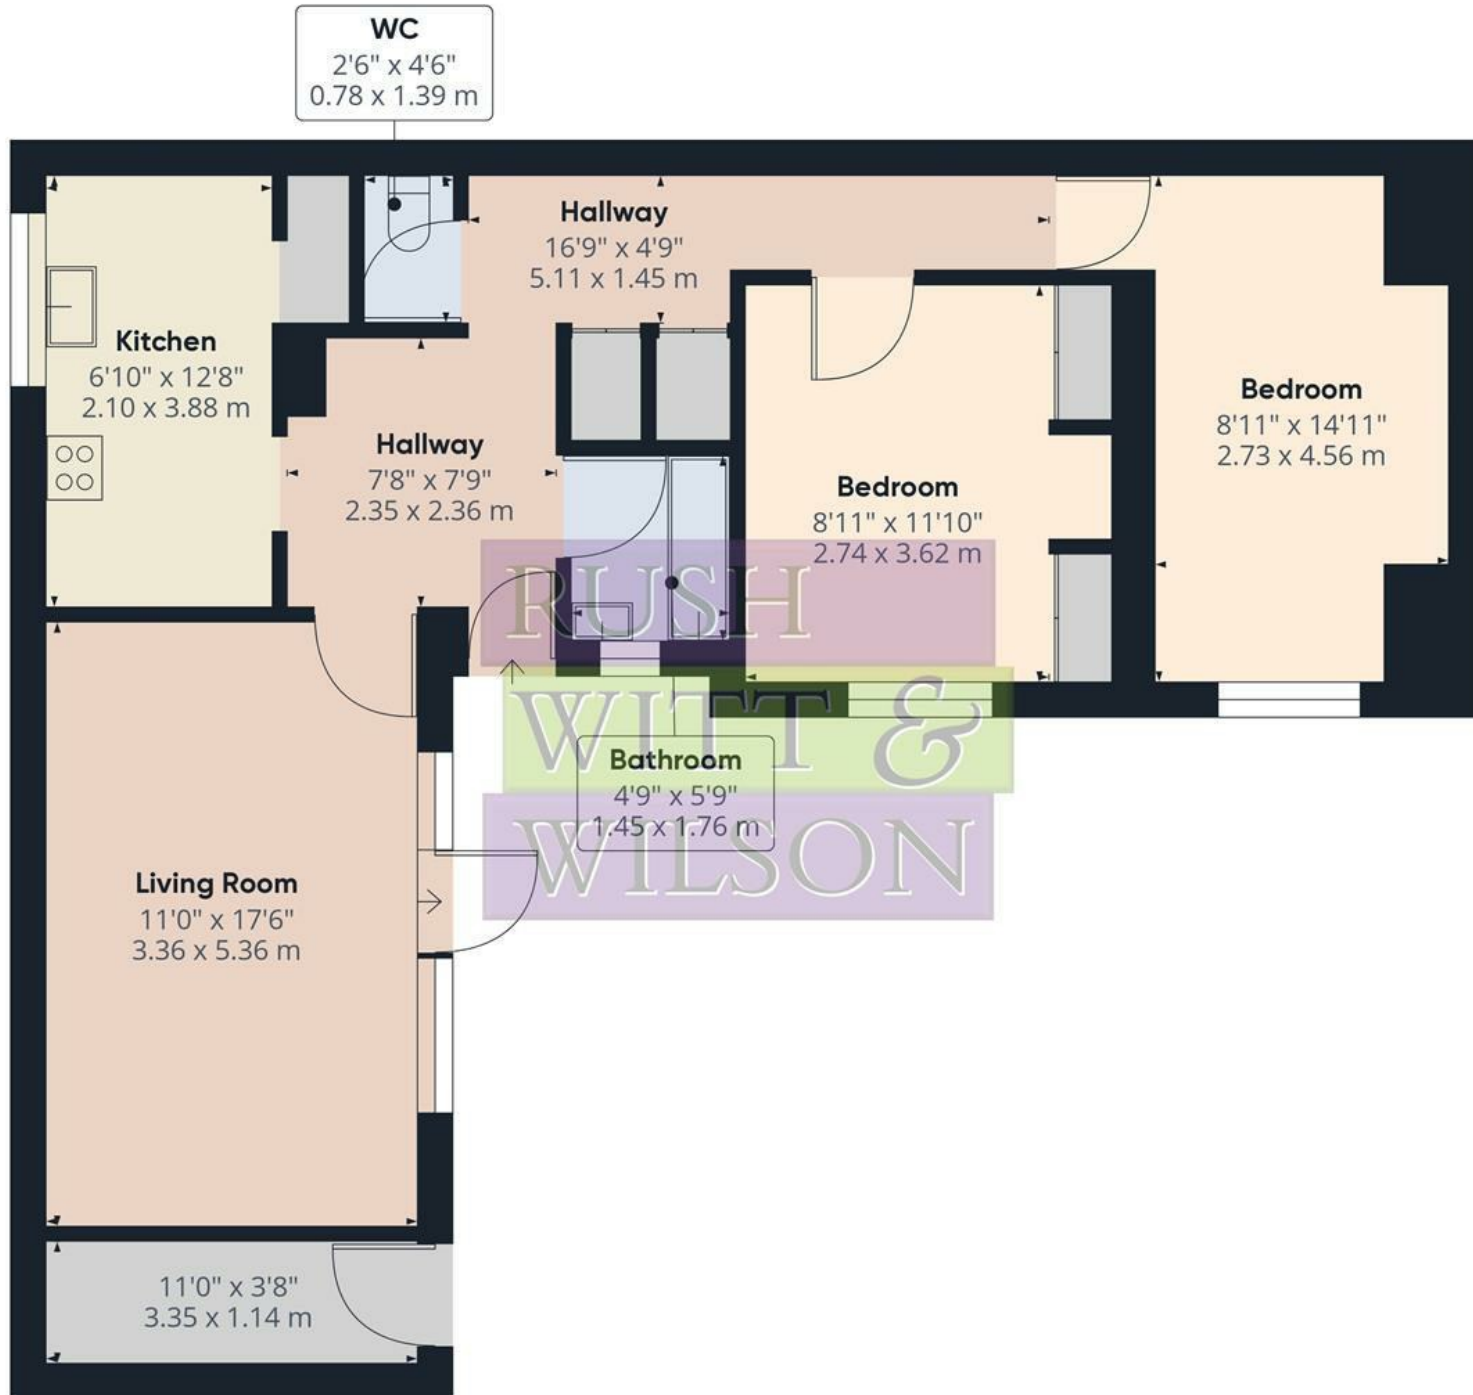 WC
2'6" x 4'6"
0.78 x 1.39 m
Hallway
16'9" x 4'9"
5.11 x 1.45 m
Kitchen
6'10" x 12'8"
2.10 x 3.88 m
Hallway
7'8" x 7'9"
2.35 x 2.36 m
Bedroom
8'11" x 14'11"
2.73 x 4.56 m
Bedroom
8'11" x 11'10"
2.74 x 3.62 m
RUSH
WITT &
WILSON
Bathroom
4'9" x 5'9"
1.45 x 1.76 m
Living Room
11'0" x 17'6"
3.36 x 5.36 m
11'0" x 3'8"
3.35 x 1.14 m